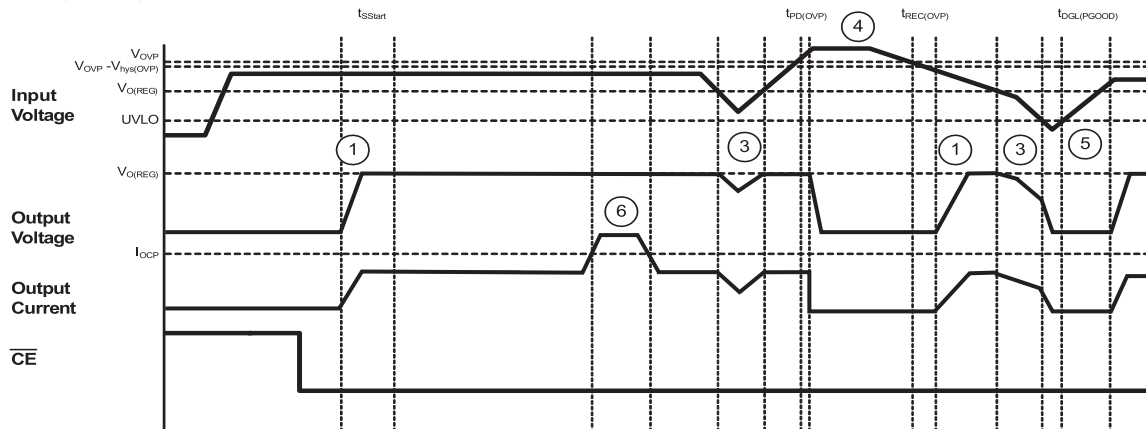 tSStart
tPD(OVP)
4
tREC(OVP)
tDGL(PGOOD)
VOVP
VOVP -Vhys(OVP)
Input
Voltage
VO(REG)
UVLO
1
3
1
3
5
VO(REG)
Output
Voltage
6
IOCP
Output
Current
CE